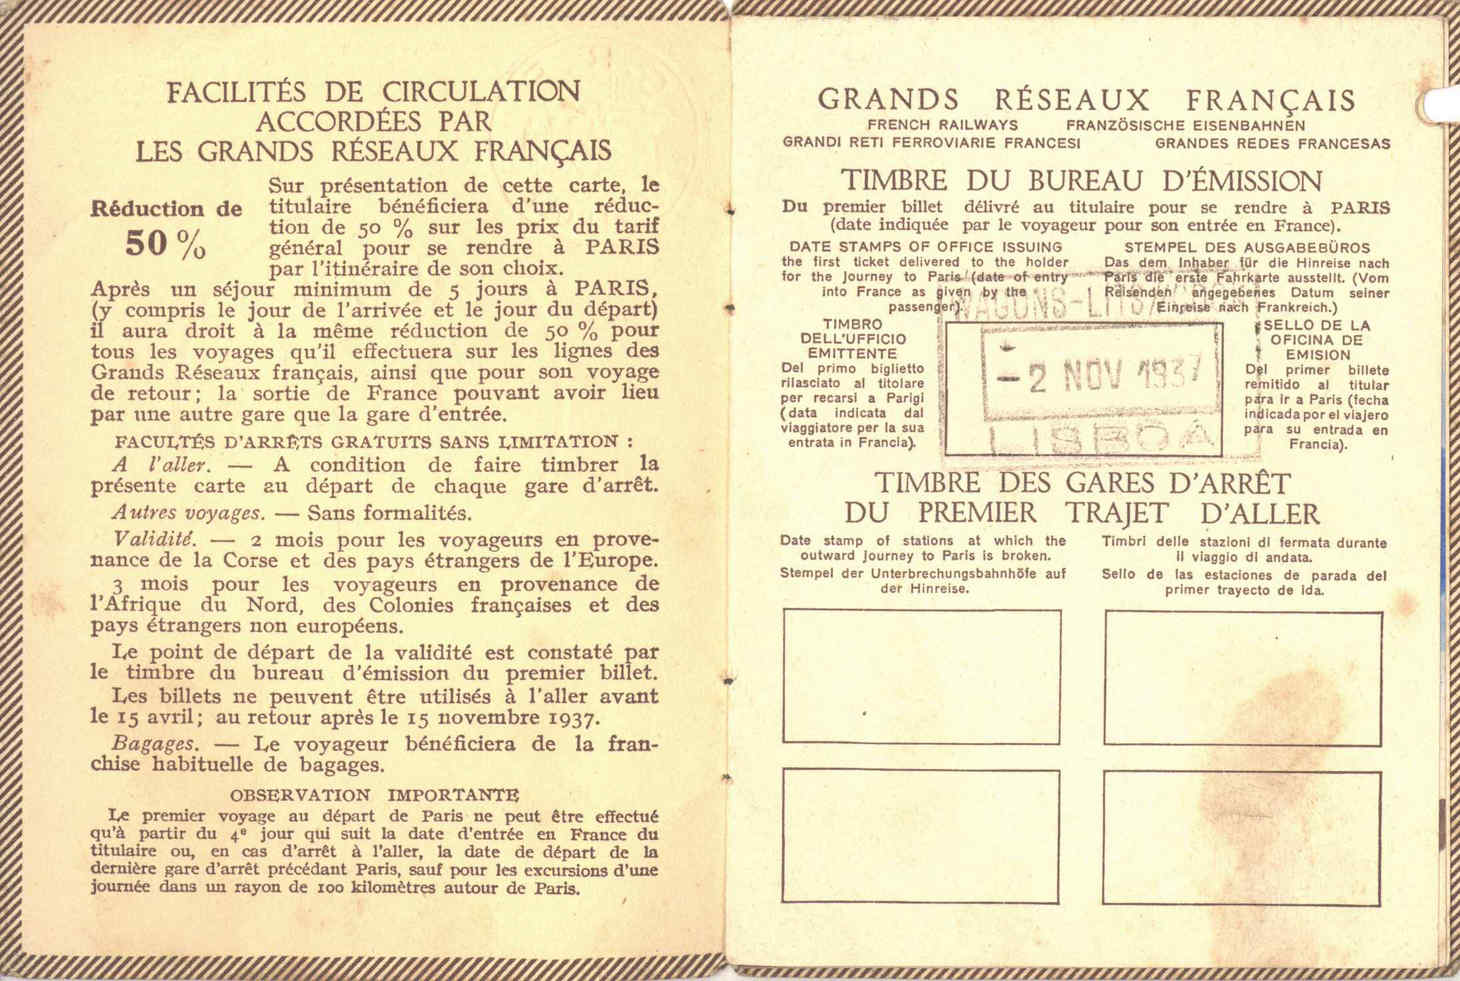 FACILITÉS DE CIRCULATION
ACCORDÉES PAR
LES GRANDS RÉSEAUX FRANÇAIS
Réduction de
50 %
Sur présentation de cette carte, le
titulaire bénéficiera d'une réduc-
tion de 50 % sur les prix du tarif
général pour se rendre à PARIS
par l'itinéraire de son choix.
Après un séjour minimum de 5 jours à PARIS,
(y compris le jour de l'arrivée et le jour du départ)
il aura droit à la même réduction de 50 % pour
tous les voyages qu'il effectuera sur les lignes des
Grands Réseaux français, ainsi que pour son voyage
de retour; la sortie de France pouvant avoir lieu
par une autre gare que la gare d'entrée.
FACULTÉS D'ARRÊTS GRATUITS SANS LIMITATION :
A l'aller. — A condition de faire timbrer la
présente carte au départ de chaque gare d'arrêt.
Autres voyages. — Sans formalités.
Validité. — 2 mois pour les voyageurs en prove-
nance de la Corse et des pays étrangers de l'Europe.
3 mois pour les voyageurs en provenance de
l'Afrique du Nord, des Colonies françaises et des
pays étrangers non européens.
Le point de départ de la validité est constaté par
le timbre du bureau d'émission du premier billet.
Les billets ne peuvent être utilisés à l'aller avant
le 15 avril; au retour après le 15 novembre 1937.
Bagages. — Le voyageur bénéficiera de la fran-
chise habituelle de bagages.
OBSERVATION IMPORTANTE
Le premier voyage au départ de Paris ne peut être effectué
qu'à partir du 4e jour qui suit la date d'entrée en France du
titulaire ou, en cas d'arrêt à l'aller, la date de départ de la
dernière gare d'arrêt précédant Paris, sauf pour les excursions d'une
journée dans un rayon de 100 kilomètres autour de Paris.
GRANDS RÉSEAUX FRANÇAIS
FRENCH RAILWAYS FRANZÖSISCHE EISENBAHNEN
GRANDI RETI FERROVIARIE FRANCESI GRANDES REDES FRANCESAS
TIMBRE DU BUREAU D'ÉMISSION
Du premier billet délivré au titulaire pour se rendre à PARIS
(date indiquée par le voyageur pour son entrée en France).
DATE STAMPS OF OFFICE ISSUING
the first ticket delivered to the holder
for the Journey to Paris (date of entry
into France as given by the
passenger).
STEMPEL DES AUSGABEBÜROS
Das dem Inhaber für die Hinreise nach
Paris die erste Fahrkarte ausstellt. (Vom
Reisenden angegebenes Datum seiner
Einreise nach Frankreich.)
TIMBRO
DELL'UFFICIO
EMITTENTE
Del primo biglietto
rilasciato al titolare
per recarsi a Parigi
(data indicata dal
viaggiatore per la sua
entrata in Francia).
WAGONS-LITS
-2 NOV 1937
LISBOA
SELLO DE LA
OFICINA DE
EMISION
Del primer billete
remitido al titular
para ir a Paris (fecha
indicada por el viajero
para su entrada en
Francia).
TIMBRE DES GARES D'ARRÊT
DU PREMIER TRAJET D'ALLER
Date stamp of stations at which the
outward Journey to Paris is broken.
Stempel der Unterbrechungsbahnhöfe auf
der Hinreise.
Timbri delle stazioni di fermata durante
il viaggio di andata.
Sello de las estaciones de parada del
primer trayecto de Ida.